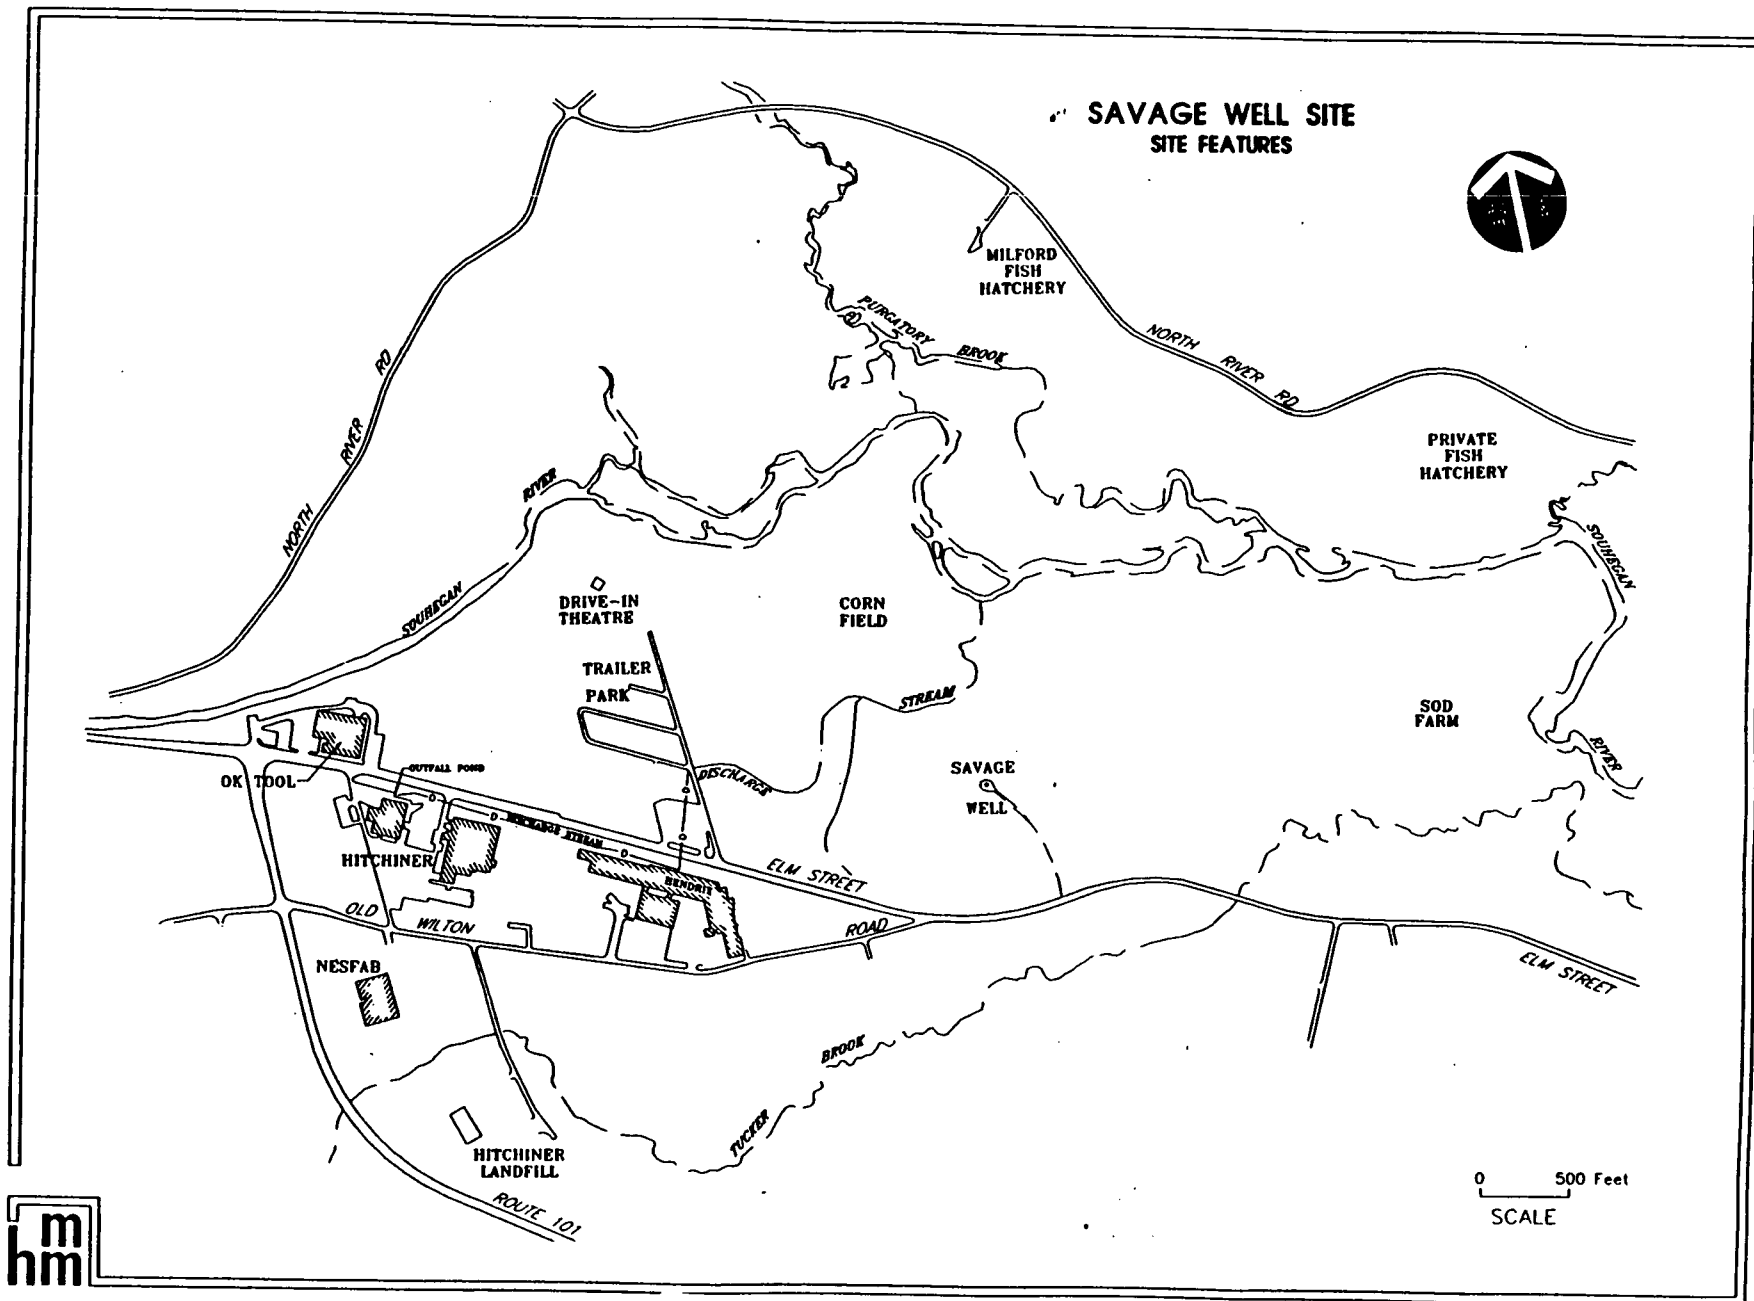 SAVAGE WELL SITE
SITE FEATURES
MILFORD
FISH
HATCHERY
PURGATORY
BROOK
NORTH RIVER RD
NORTH RIVER RD
PRIVATE
FISH
HATCHERY
SOUHEGAN
RIVER
SOUHEGAN
RIVER
DRIVE-IN
THEATRE
CORN
FIELD
TRAILER
PARK
STREAM
DISCHARGE
SOD
FARM
SAVAGE
WELL
OK TOOL
OUTFALL POND
DISCHARGE STREAM
HITCHINER
HENDRIX
ELM STREET
OLD WILTON ROAD
NESFAB
ELM STREET
TUCKER
BROOK
HITCHINER
LANDFILL
ROUTE 101
0 500 Feet
SCALE
m
hm